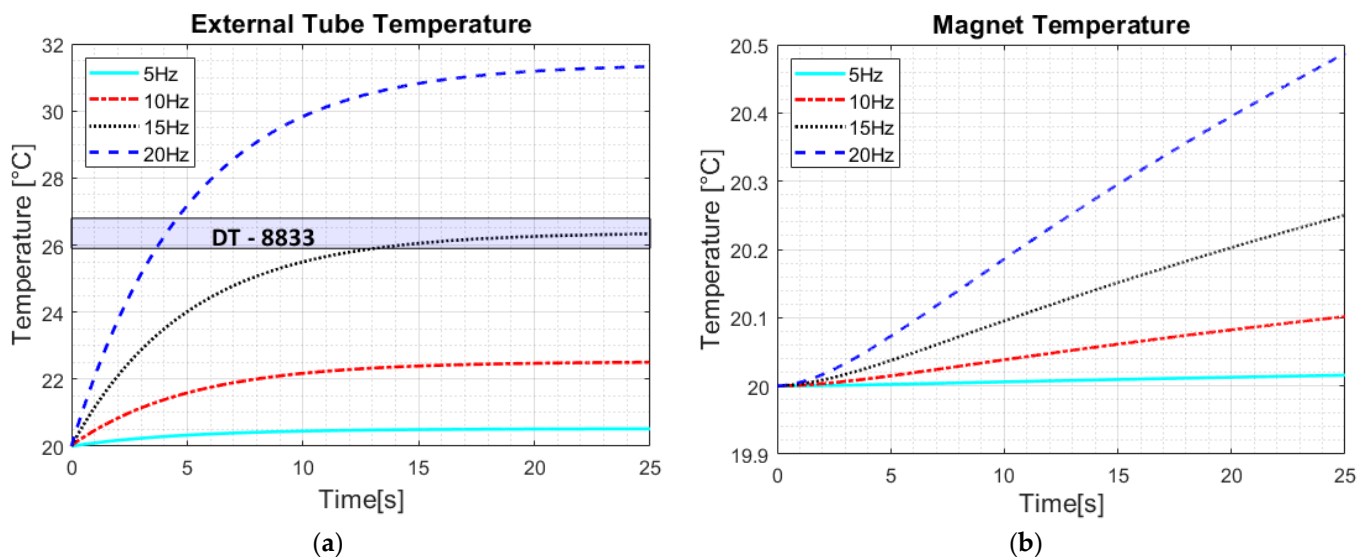 External Tube Temperature
32
30
28
26
24
22
20
Temperature [°C]
5Hz
10Hz
15Hz
20Hz
DT - 8833
0
5
10
15
20
25
Time[s]
(a)
Magnet Temperature
20.5
20.4
20.3
20.2
20.1
20
19.9
Temperature [°C]
5Hz
10Hz
15Hz
20Hz
0
5
10
15
20
25
Time[s]
(b)